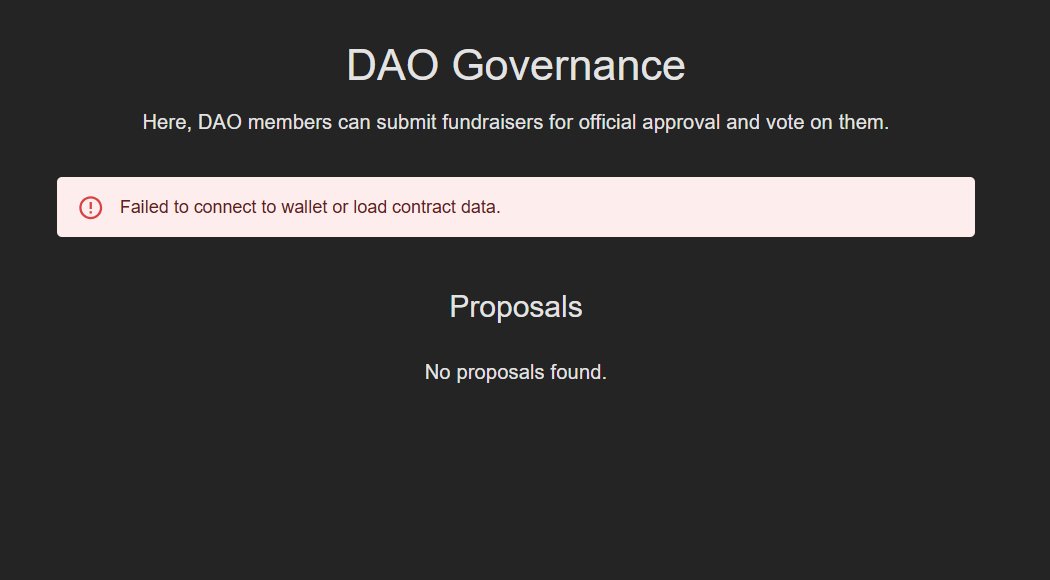 DAO Governance
Here, DAO members can submit fundraisers for official approval and vote on them.
Failed to connect to wallet or load contract data.
Proposals
No proposals found.